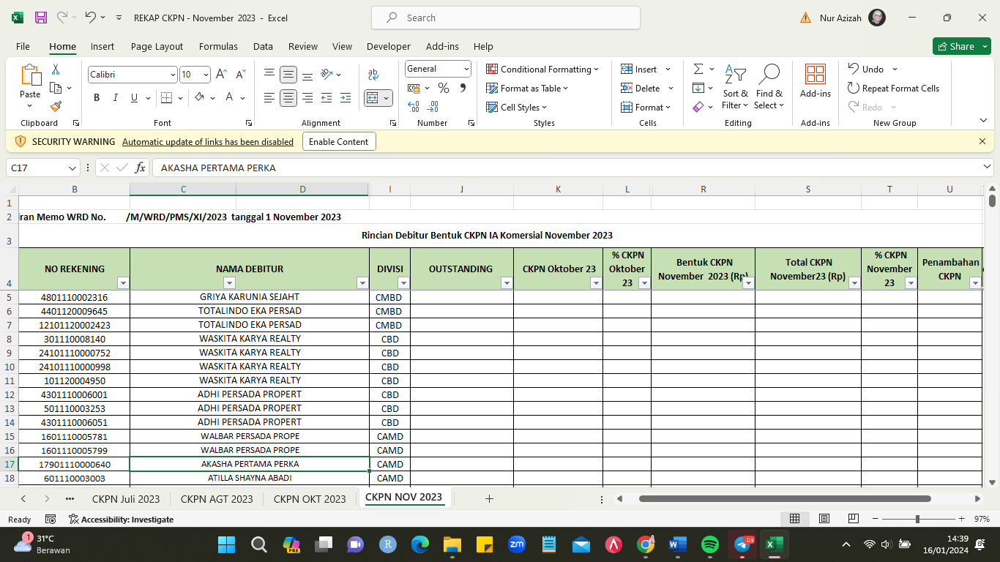 REKAP CKPN - November 2023 - Excel
Search
Nur Azizah
File Home Insert Page Layout Formulas Data Review View Developer Add-ins Help
Share
Paste
Clipboard
Calibri 10
B I U
Font
ab
Alignment
General
% 9
Number
Conditional Formatting
Format as Table
Cell Styles
Styles
Insert
Delete
Format
Cells
Sort & Filter
Find & Select
Editing
Add-ins
Add-ins
Undo
Repeat Format Cells
Redo
New Group
SECURITY WARNING Automatic update of links has been disabled Enable Content
C17 fx AKASHA PERTAMA PERKA
B C D I J K L R S T U
1
2 iran Memo WRD No. /M/WRD/PMS/XI/2023 tanggal 1 November 2023
3 Rincian Debitur Bentuk CKPN IA Komersial November 2023
4 NO REKENING NAMA DEBITUR DIVISI OUTSTANDING CKPN Oktober 23 % CKPN Oktober 23 Bentuk CKPN November 2023 (Rp) Total CKPN November23 (Rp) % CKPN November 23 Penambahan CKPN
5 4801110002316 GRIYA KARUNIA SEJAHT CMBD
6 4401120009645 TOTALINDO EKA PERSAD CMBD
7 12101120002423 TOTALINDO EKA PERSAD CMBD
8 301110008140 WASKITA KARYA REALTY CBD
9 24101110000752 WASKITA KARYA REALTY CBD
10 24101110000998 WASKITA KARYA REALTY CBD
11 101120004950 WASKITA KARYA REALTY CBD
12 4301110006001 ADHI PERSADA PROPERT CBD
13 501110003253 ADHI PERSADA PROPERT CBD
14 4301110006051 ADHI PERSADA PROPERT CBD
15 1601110005781 WALBAR PERSADA PROPE CAMD
16 1601110005799 WALBAR PERSADA PROPE CAMD
17 17901110000640 AKASHA PERTAMA PERKA CAMD
18 601110003003 ATILLA SHAYNA ABADI CAMD
CKPN Juli 2023 CKPN AGT 2023 CKPN OKT 2023 CKPN NOV 2023
Ready Accessibility: Investigate 97%
1 31°C
Berawan
PRE
R
zm
W
.09
14:39
16/01/2024